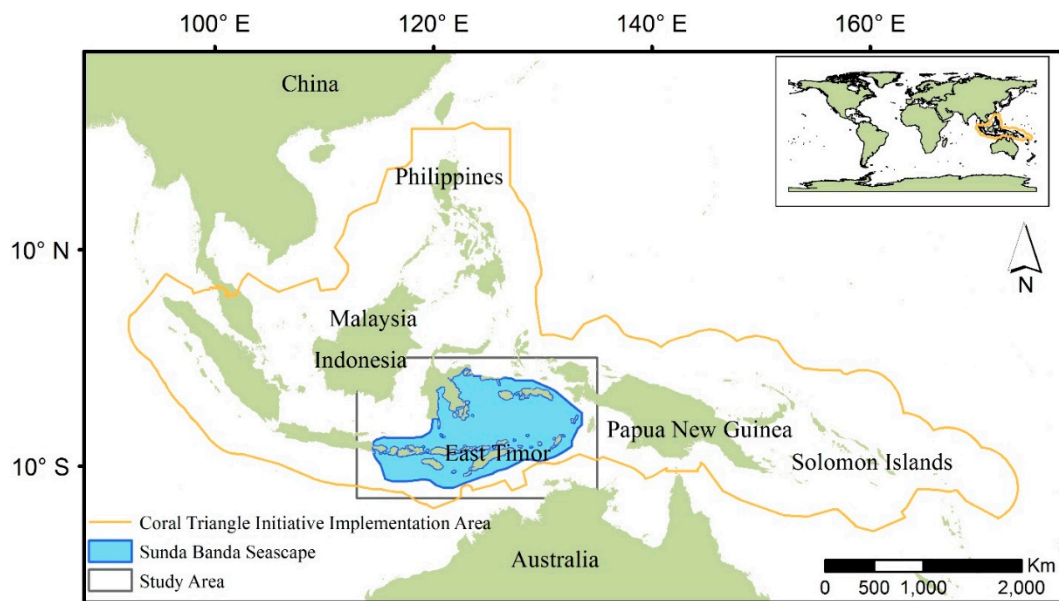 100° E 120° E 140° E 160° E
China
Philippines
10° N
N
Malaysia
Indonesia
Papua New Guinea
East Timor
Solomon Islands
10° S
Coral Triangle Initiative Implementation Area
Sunda Banda Seascape
Study Area
Australia
Km
0 500 1,000 2,000